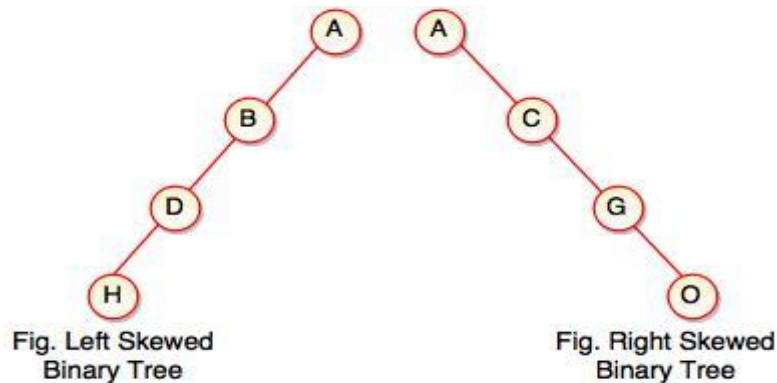 A
B
D
H
Fig. Left Skewed
Binary Tree
A
C
G
O
Fig. Right Skewed
Binary Tree